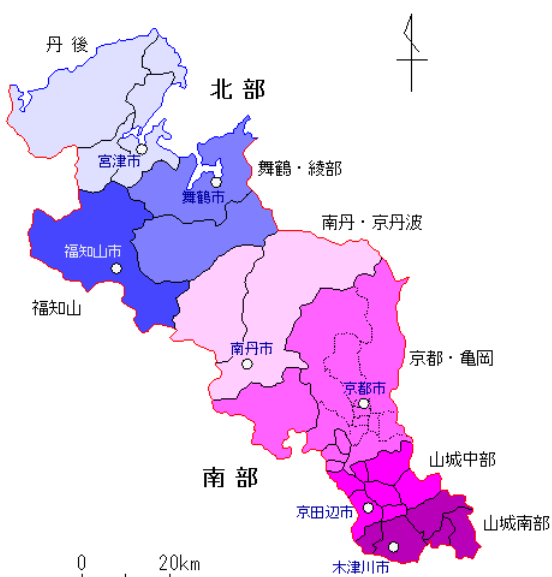 丹後
北部
宮津市
舞鶴・綾部
舞鶴市
南丹・京丹波
福知山市
福知山
南丹市
京都・亀岡
京都市
山城中部
南部
京田辺市
山城南部
木津川市
0 20km